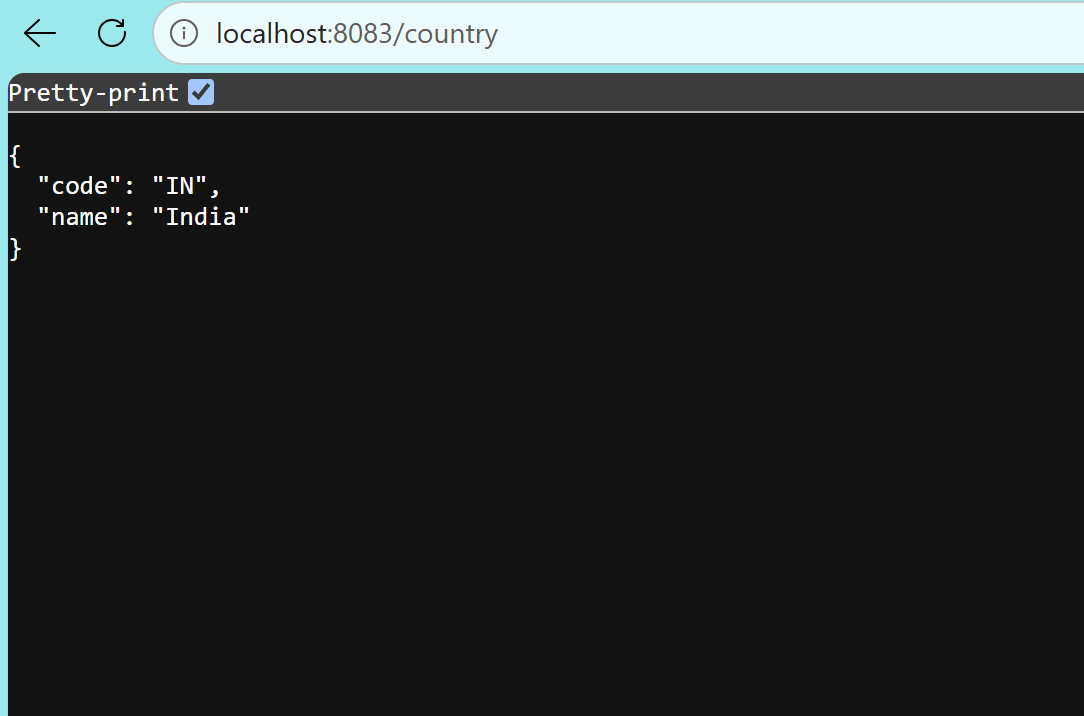 localhost:8083/country
Pretty-print
{
  "code": "IN",
  "name": "India"
}